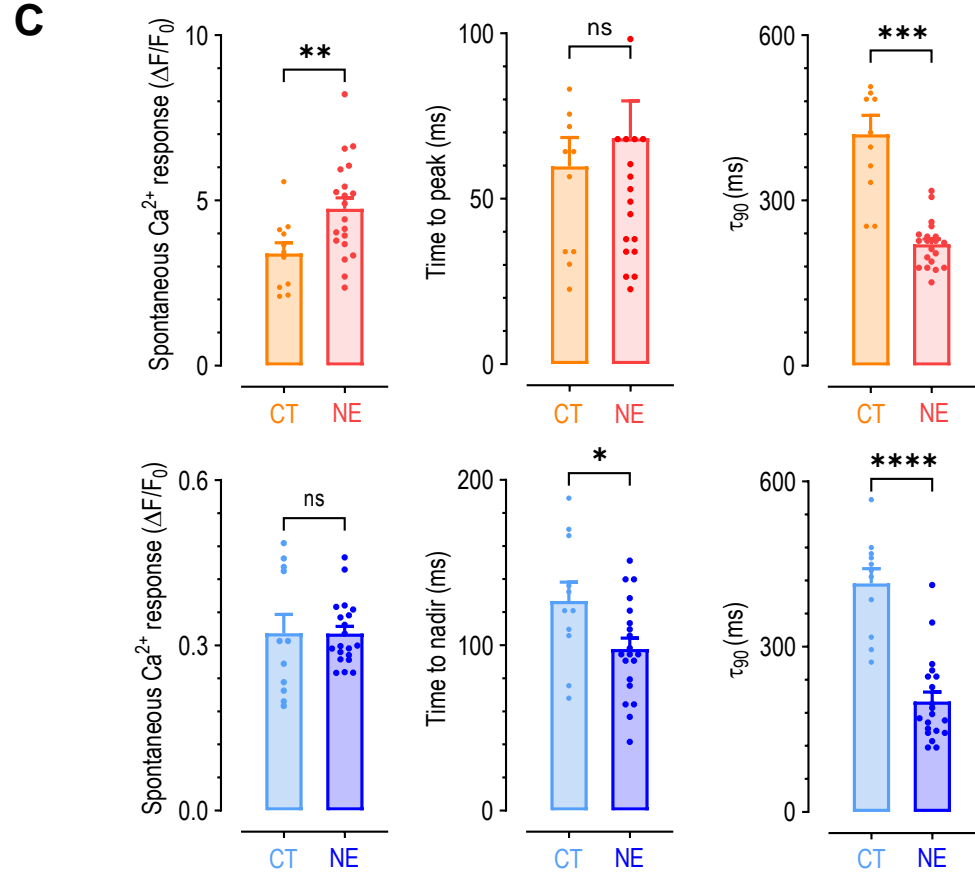 C
Spontaneous Ca²⁺ response (ΔF/F₀)
10
5
0
**
CT NE
Time to peak (ms)
100
50
0
ns
CT NE
τ₉₀ (ms)
600
300
0
***
CT NE
Spontaneous Ca²⁺ response (ΔF/F₀)
0.6
0.3
0.0
ns
CT NE
Time to nadir (ms)
200
100
0
*
CT NE
τ₉₀ (ms)
600
300
0
****
CT NE